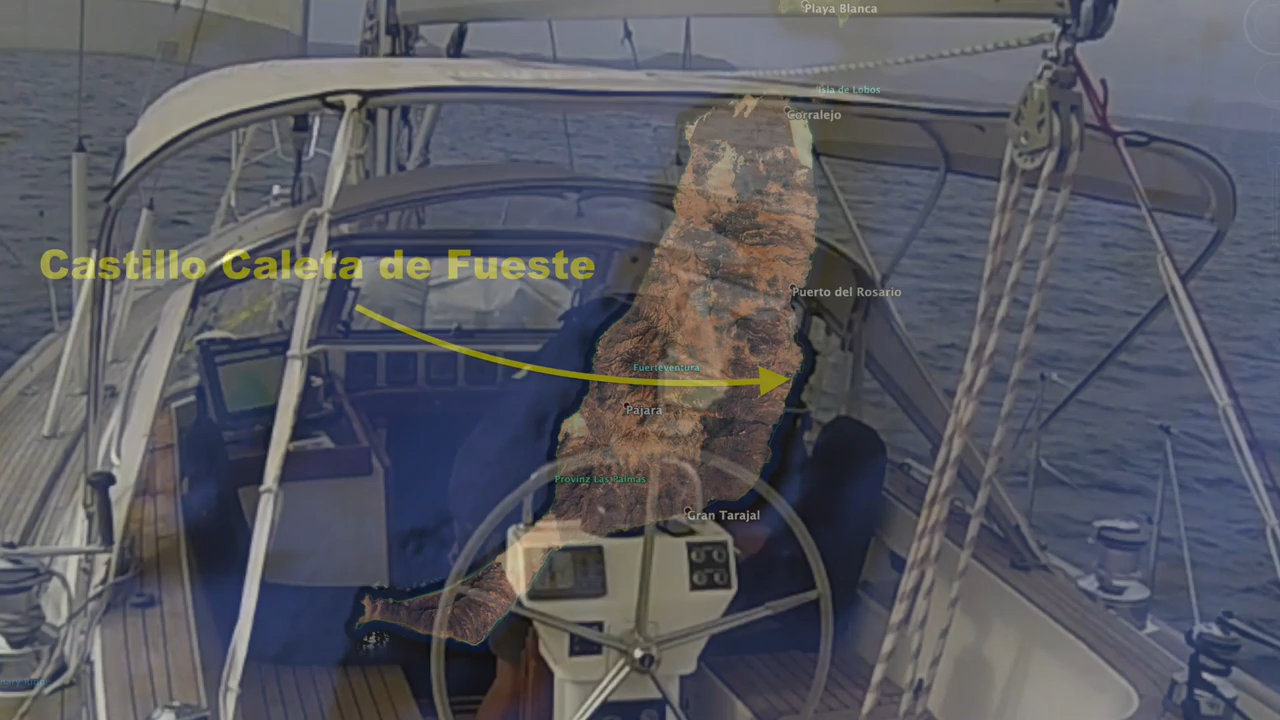 Playa Blanca
Isla de Lobos
Corralejo
Castillo Caleta de Fueste
Puerto del Rosario
Fuerteventura
Pajara
Provinz Las Palmas
Gran Tarajal